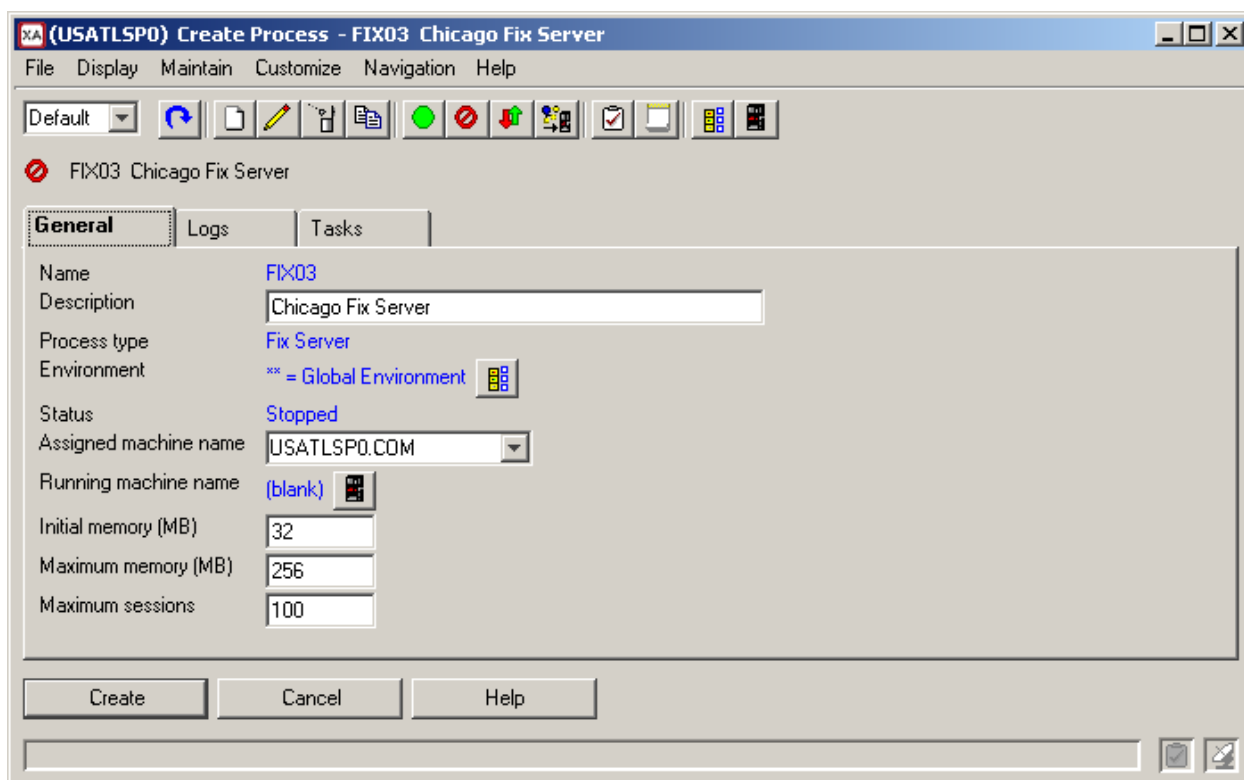 XA (USATLSP0) Create Process - FIX03 Chicago Fix Server
File Display Maintain Customize Navigation Help
Default
FIX03 Chicago Fix Server
General Logs Tasks
Name FIX03
Description Chicago Fix Server
Process type Fix Server
Environment ** = Global Environment
Status Stopped
Assigned machine name USATLSP0.COM
Running machine name (blank)
Initial memory (MB) 32
Maximum memory (MB) 256
Maximum sessions 100
Create Cancel Help